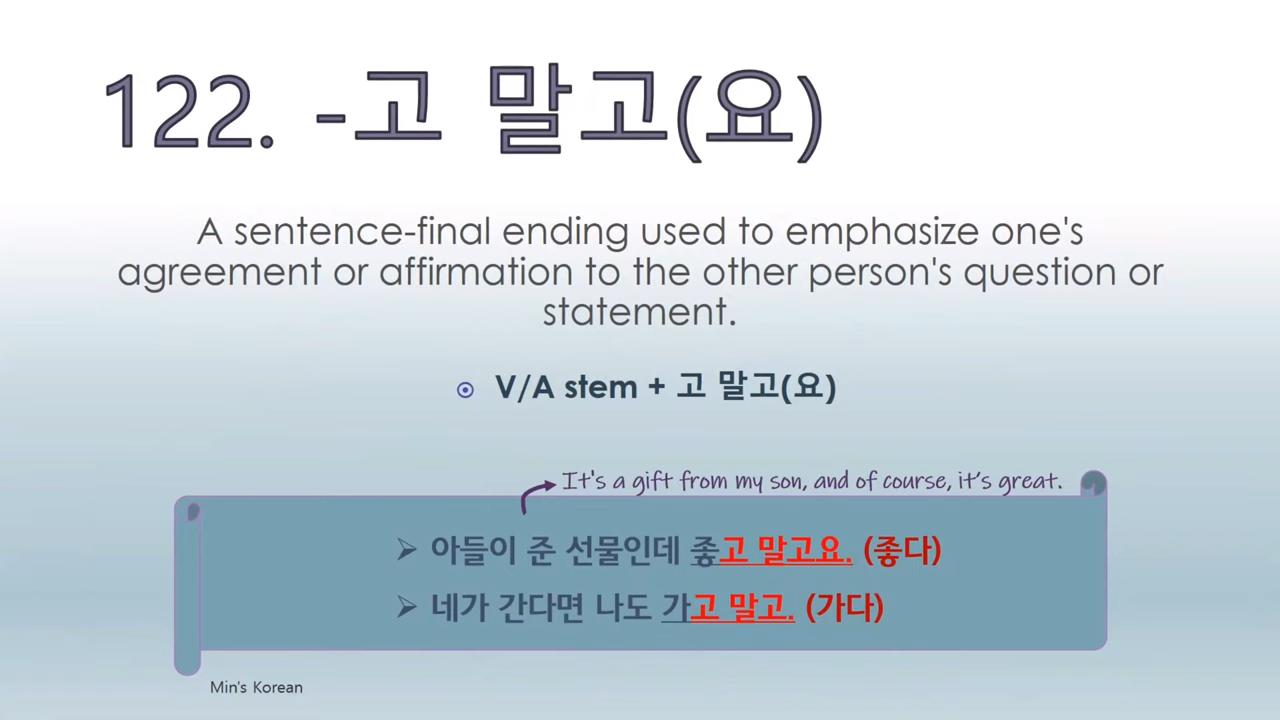 122. -고 말고(요)
A sentence-final ending used to emphasize one's
agreement or affirmation to the other person's question or
statement.
V/A stem + 고 말고(요)
It's a gift from my son, and of course, it's great.
아들이 준 선물인데 좋고 말고요. (좋다)
네가 간다면 나도 가고 말고. (가다)
Min's Korean